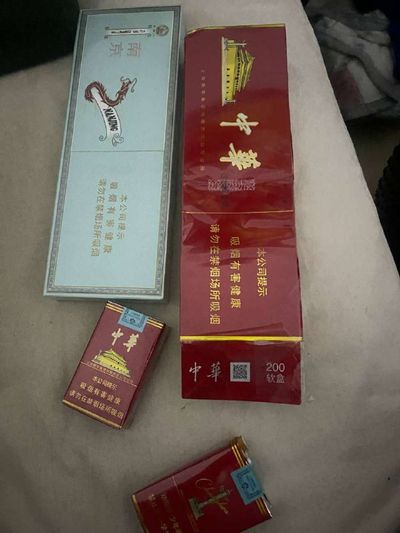 南京
NANJING
本公司提示
吸烟有害健康
请勿在禁烟场所吸烟
中华
本公司提示
吸烟有害健康
请勿在禁烟场所吸烟
中華
200
软盒
中华
本公司提示
吸烟有害健康
请勿在禁烟场所吸烟